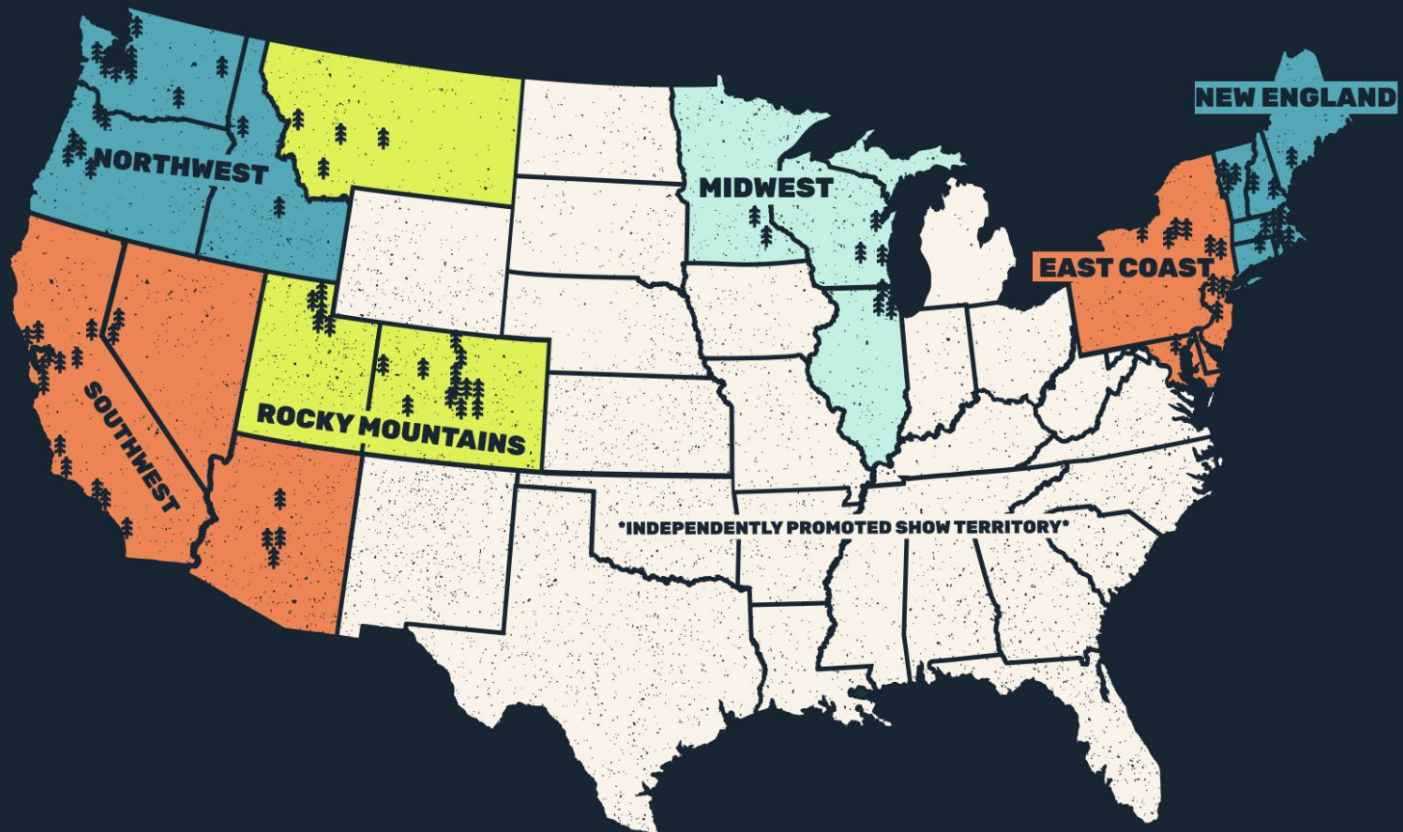 NEW ENGLAND
NORTHWEST
MIDWEST
EAST COAST
SOUTHWEST
ROCKY MOUNTAINS
*INDEPENDENTLY PROMOTED SHOW TERRITORY*